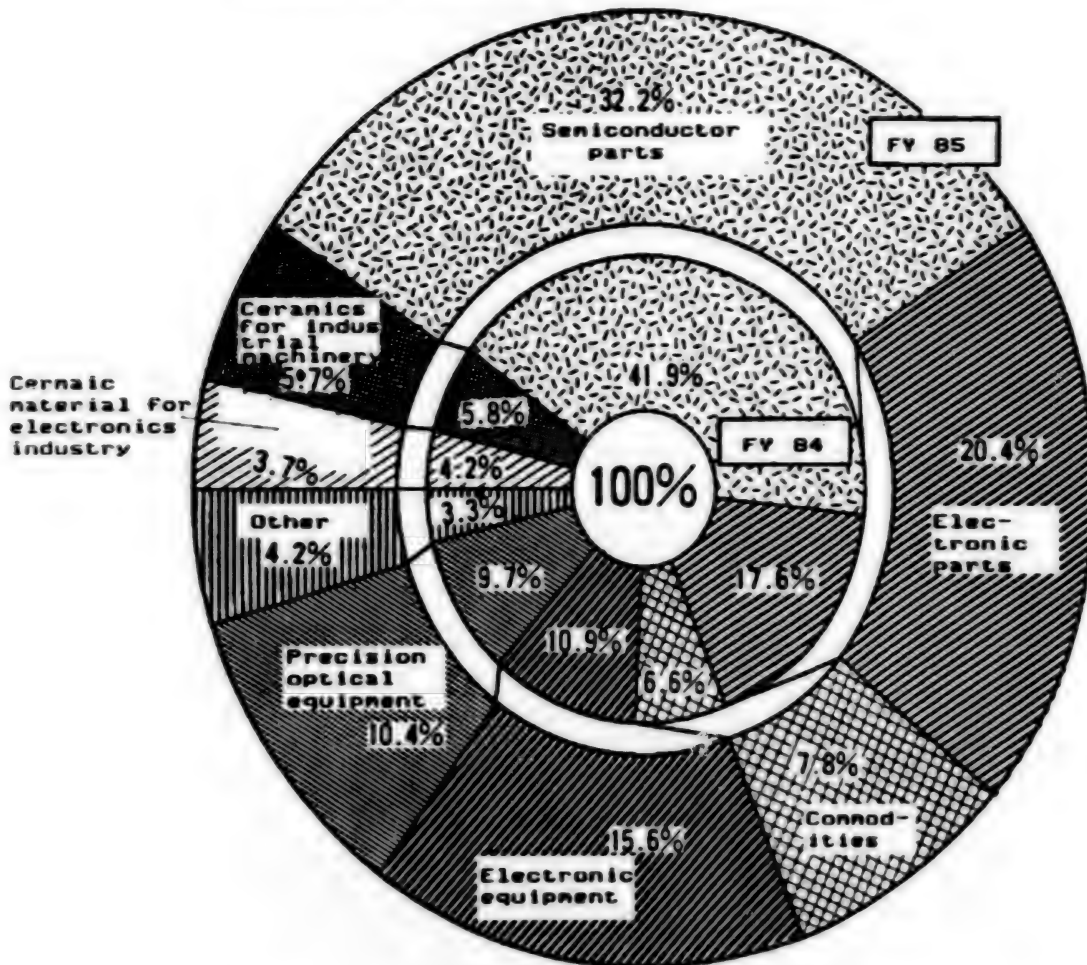 32.2%
Semiconductor
parts
FY 85
Ceramics
for indus
trial
machinery
5.7%
Cermaic
material for
electronics
industry
3.7%
Other
4.2%
Precision
optical
equipment
10.4%
Electronic
equipment
15.6%
7.8%
Commod-
ities
20.4%
Elec-
tronic
parts
41.9%
FY 84
5.8%
4.2%
3.3%
9.7%
10.9%
6.6%
17.6%
100%